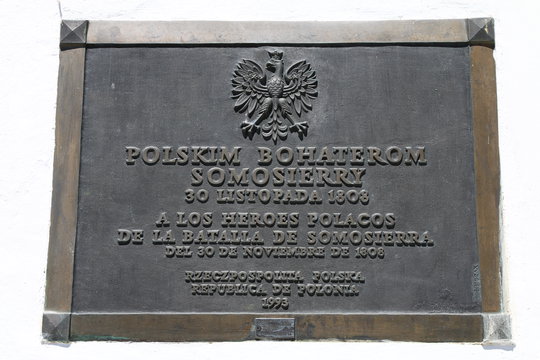 POLSKIM BOHATEROM
SOMOSIERRY
30 LISTOPADA 1808
A LOS HEROES POLACOS
DE LA BATALLA DE SOMOSIERRA
DEL 30 DE NOVIEMBRE DE 1808
RZECZPOSPOLITA POLSKA
REPUBLICA DE POLONIA
1993